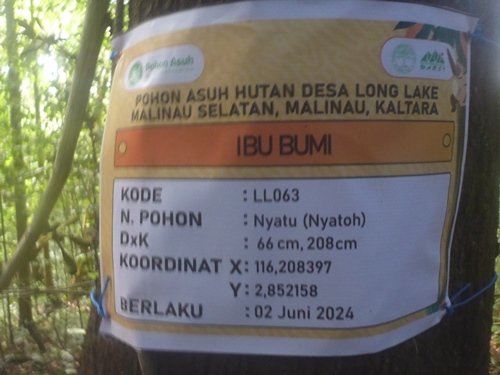 Pohon Asuh
POHON ASUH HUTAN DESA LONG LAKE
MALINAU SELATAN, MALINAU, KALTARA
IBU BUMI
KODE : LL063
N. POHON : Nyatu (Nyatoh)
DxK : 66 cm, 208cm
KOORDINAT X: 116,208397
Y: 2,852158
BERLAKU : 02 Juni 2024